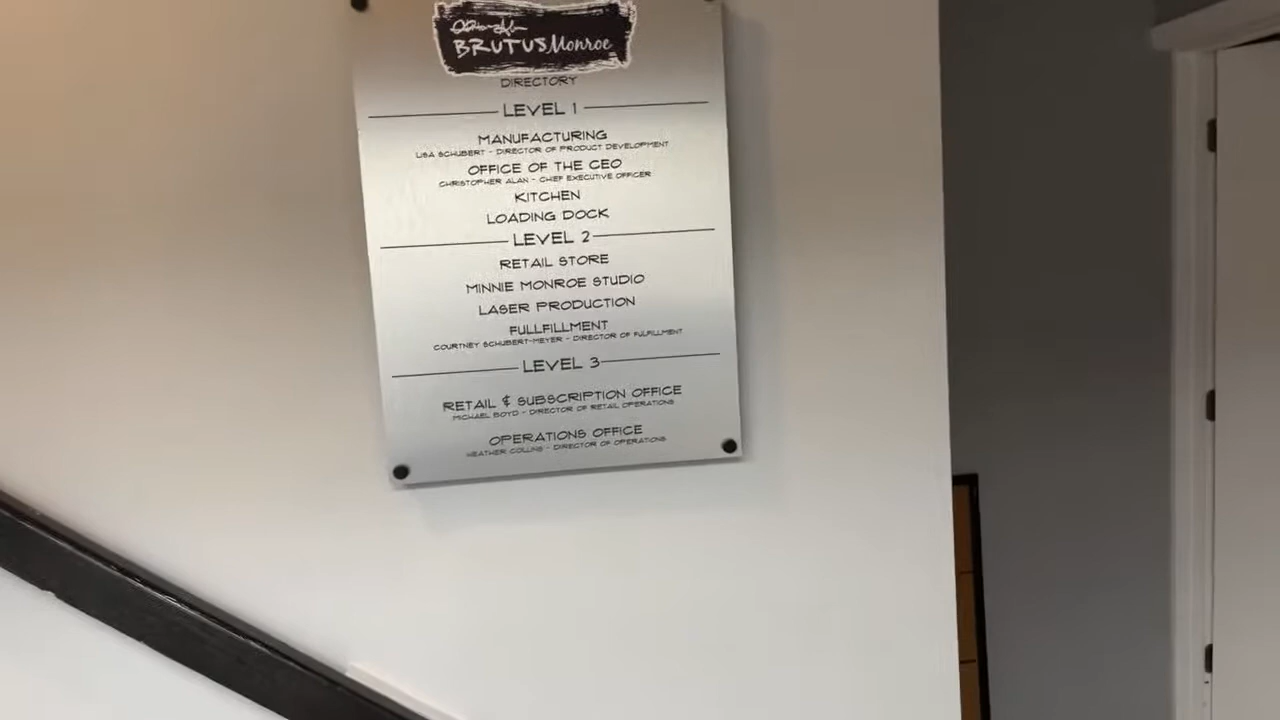 BRUTUS Monroe
DIRECTORY
LEVEL 1
MANUFACTURING
LISA SCHUBERT - DIRECTOR OF PRODUCT DEVELOPMENT
OFFICE OF THE CEO
CHRISTOPHER ALAN - CHIEF EXECUTIVE OFFICER
KITCHEN
LOADING DOCK
LEVEL 2
RETAIL STORE
MINNIE MONROE STUDIO
LASER PRODUCTION
FULLFILLMENT
COURTNEY SCHUBERT-MEYER - DIRECTOR OF FULFILLMENT
LEVEL 3
RETAIL & SUBSCRIPTION OFFICE
MICHAEL BOYD - DIRECTOR OF RETAIL OPERATIONS
OPERATIONS OFFICE
HEATHER COLLINS - DIRECTOR OF OPERATIONS